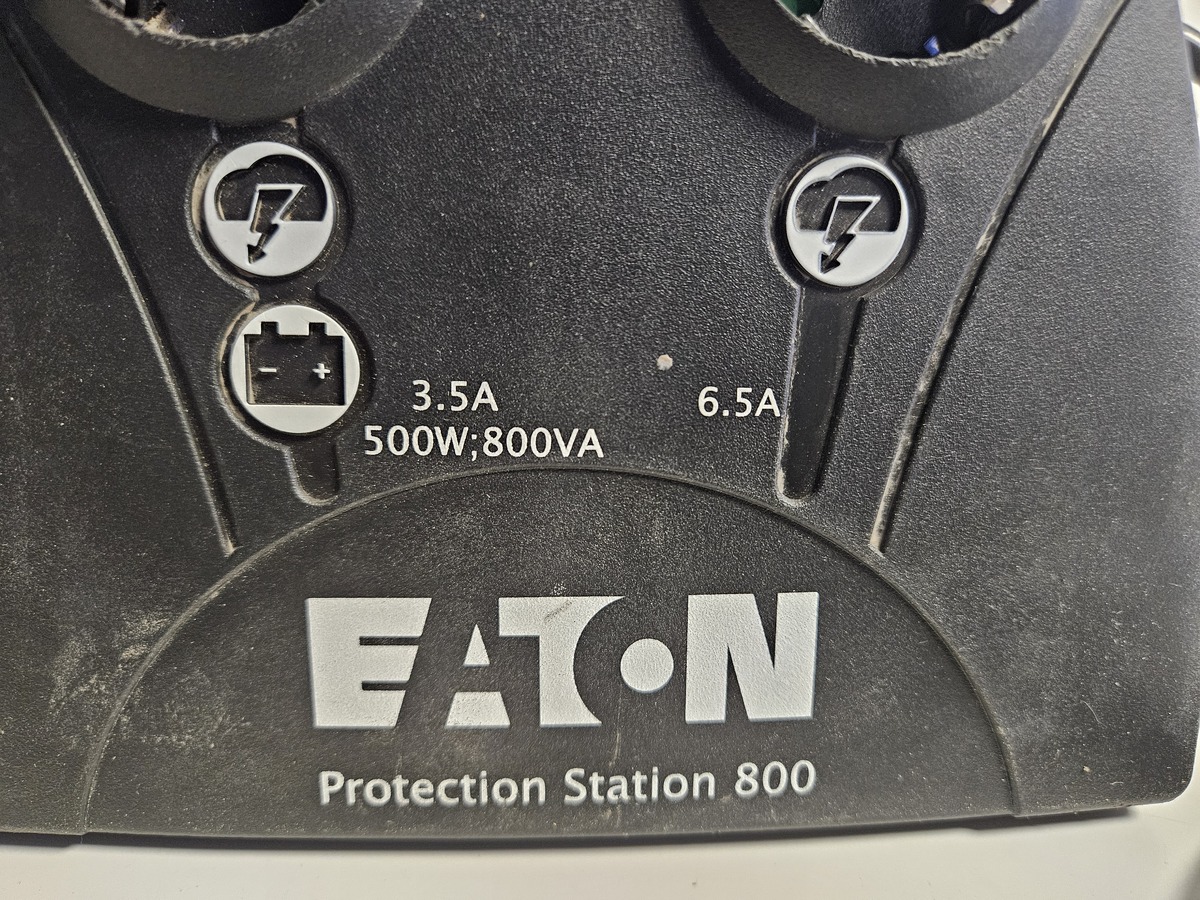 3.5A
500W;800VA
6.5A
EATON
Protection Station 800